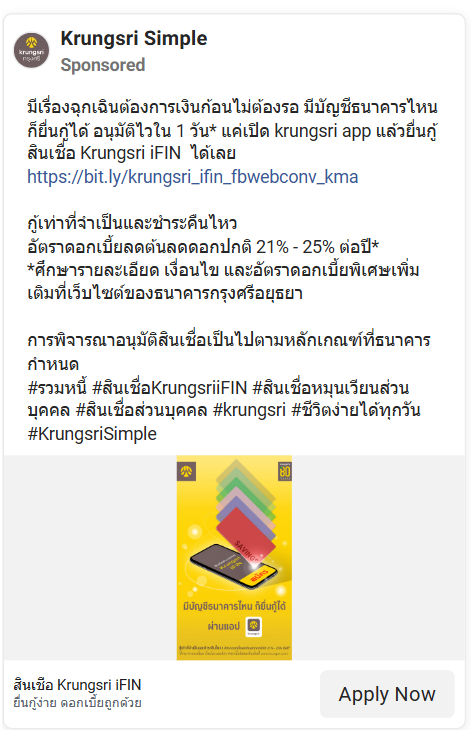 Krungsri Simple
Sponsored
krungsri
กรุงศรี
มีเรื่องฉุกเฉินต้องการเงินก้อนไม่ต้องรอ มีบัญชีธนาคารไหน
ก็ยื่นกู้ได้ อนุมัติไวใน 1 วัน* แค่เปิด krungsri app แล้วยื่นกู้
สินเชื่อ Krungsri iFIN ได้เลย
https://bit.ly/krungsri_ifin_fbwebconv_kma
กู้เท่าที่จำเป็นและชำระคืนไหว
อัตราดอกเบี้ยลดต้นลดดอกปกติ 21% - 25% ต่อปี*
*ศึกษารายละเอียด เงื่อนไข และอัตราดอกเบี้ยพิเศษเพิ่ม
เติมที่เว็บไซต์ของธนาคารกรุงศรีอยุธยา
การพิจารณาอนุมัติสินเชื่อเป็นไปตามหลักเกณฑ์ที่ธนาคาร
กำหนด
#รวมหนี้ #สินเชื่อKrungsriiFIN #สินเชื่อหมุนเวียนส่วน
บุคคล #สินเชื่อส่วนบุคคล #krungsri #ชีวิตง่ายได้ทุกวัน
#KrungsriSimple
SAVINGS
Krungsri
iFIN
สมัคร
มีบัญชีธนาคารไหน ก็ยื่นกู้ได้
ผ่านแอป
krungsri
สินเชื่อ Krungsri iFIN
ยื่นกู้ง่าย ดอกเบี้ยถูกด้วย
Apply Now